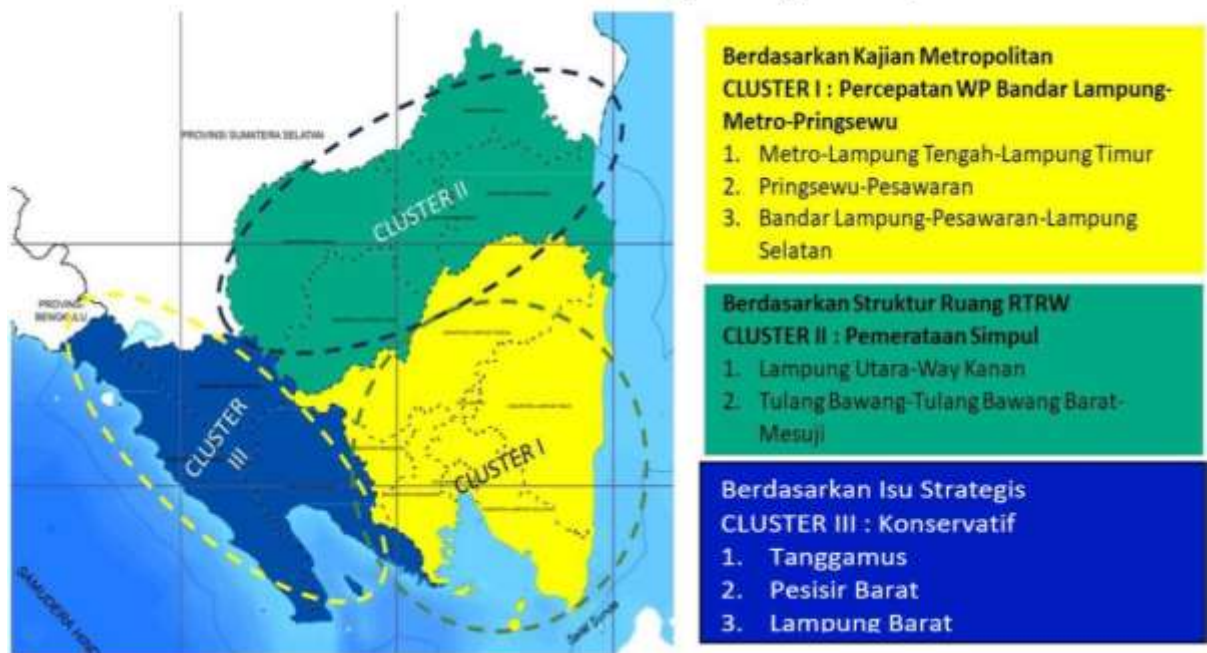 PROVINSI SUMATERA SELATAN
CLUSTER II
PROVINSI
BENGKULU
CLUSTER
III
CLUSTER I
SAMUDERA
Selat Sunda
Berdasarkan Kajian Metropolitan
CLUSTER I : Percepatan WP Bandar Lampung-
Metro-Pringsewu
1. Metro-Lampung Tengah-Lampung Timur
2. Pringsewu-Pesawaran
3. Bandar Lampung-Pesawaran-Lampung
Selatan
Berdasarkan Struktur Ruang RTRW
CLUSTER II : Pemerataan Simpul
1. Lampung Utara-Way Kanan
2. Tulang Bawang-Tulang Bawang Barat-
Mesuji
Berdasarkan Isu Strategis
CLUSTER III : Konservatif
1. Tanggamus
2. Pesisir Barat
3. Lampung Barat